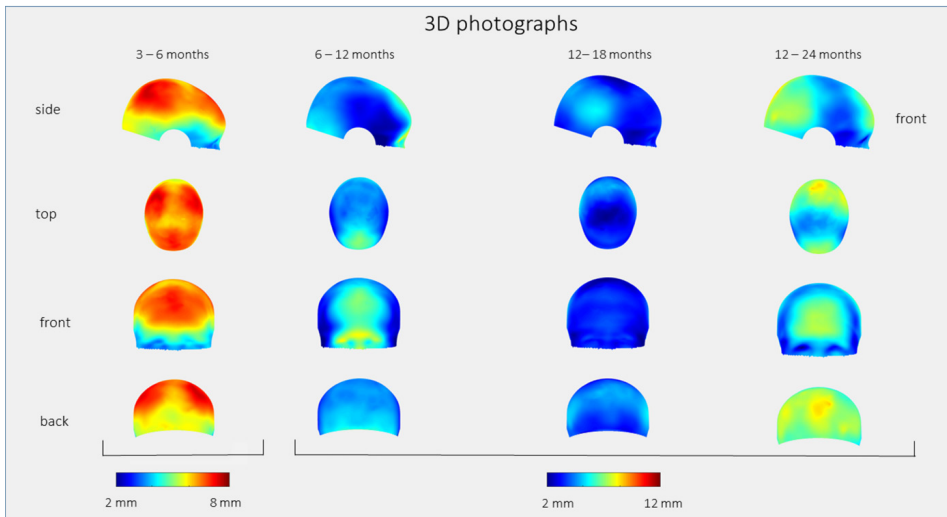 3D photographs
3 – 6 months
6 – 12 months
12– 18 months
12 – 24 months
side
front
top
front
back
2 mm
8 mm
2 mm
12 mm